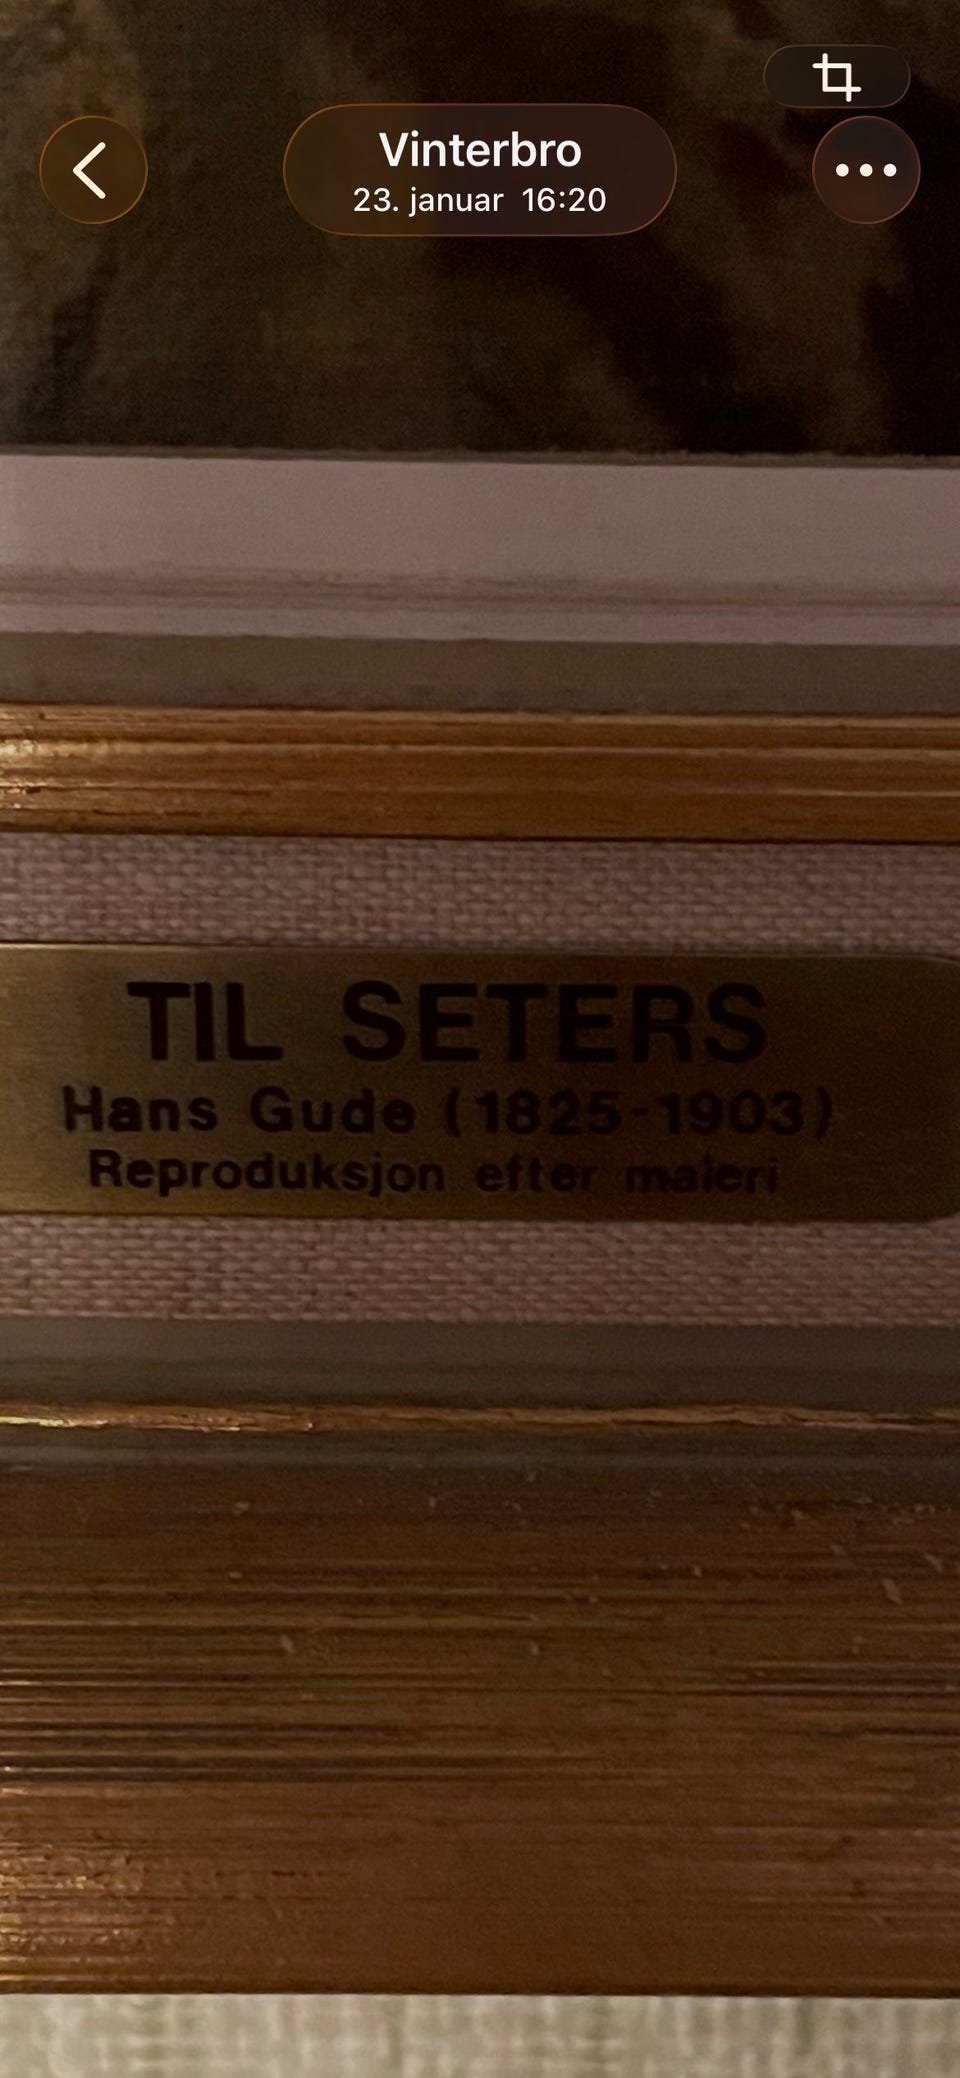 Vinterbro
23. januar 16:20
TIL SETERS
Hans Gude (1825-1903)
Reproduksjon efter maleri